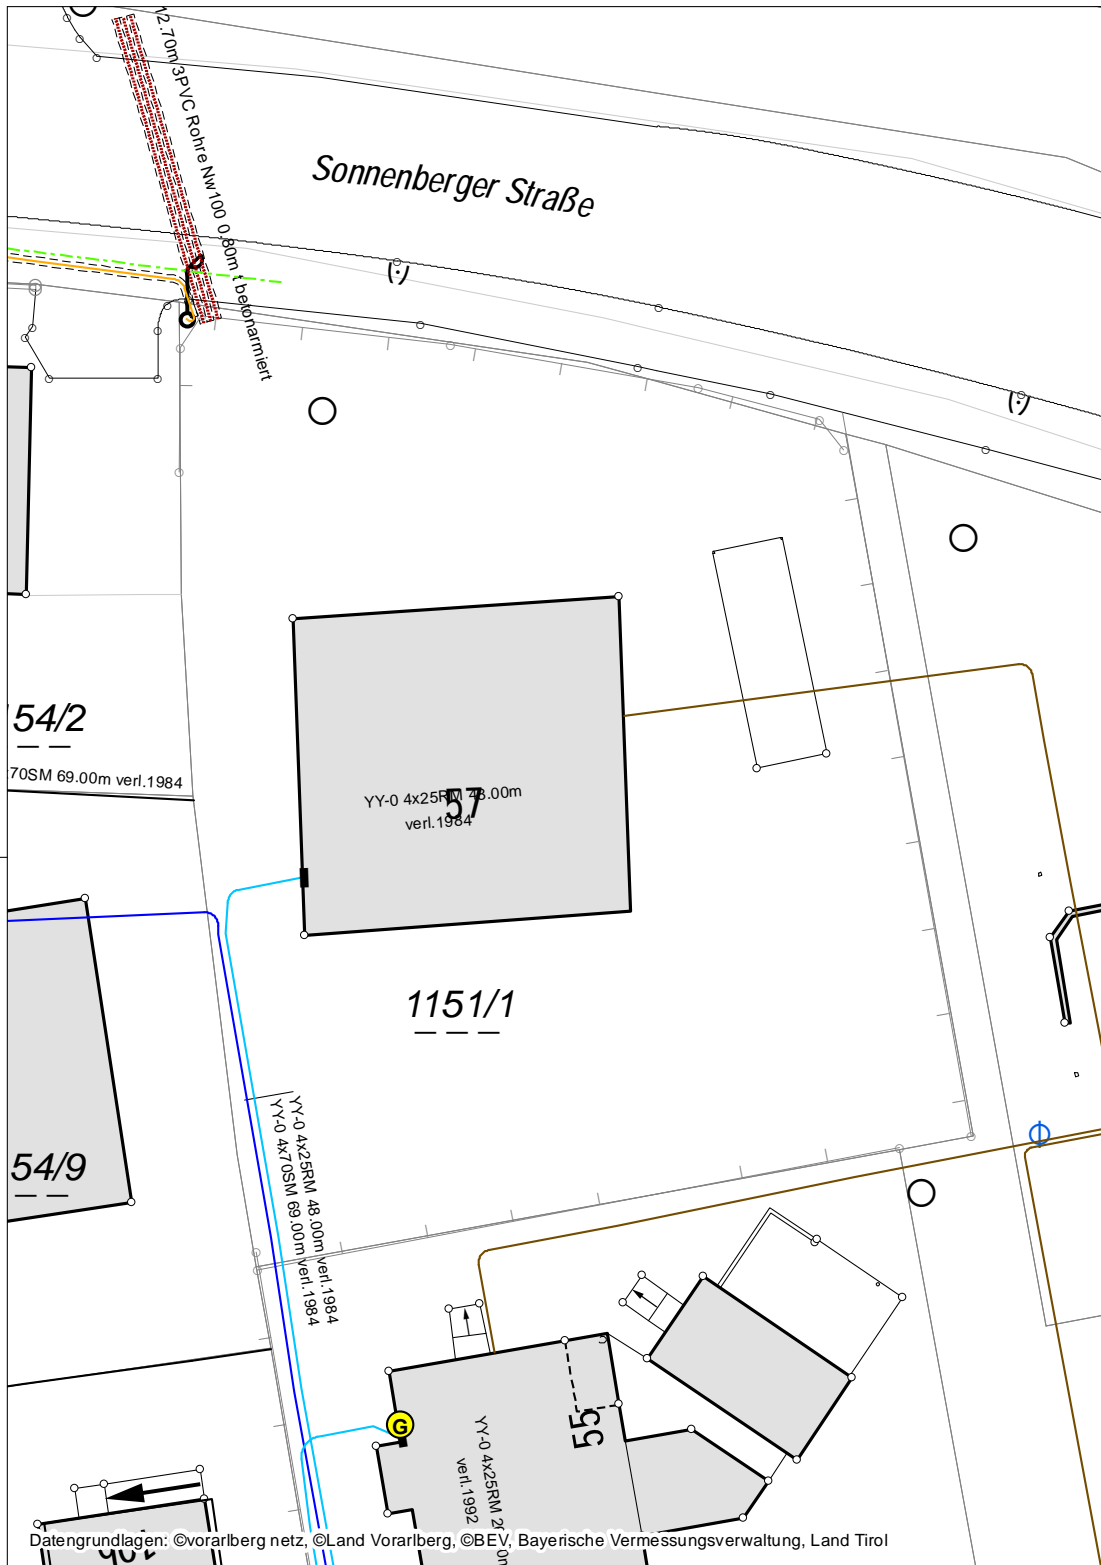 12.70m 3PVC Rohre Nw100 0.80m t betonarmiert
Sonnenberger Straße
54/2
70SM 69.00m verl.1984
YY-0 4x25RM 48.00m
verl.1984
57
1151/1
YY-0 4x25RM 48.00m verl.1984
YY-0 4x70SM 69.00m verl.1984
54/9
G
55
YY-0 4x25RM
verl.1992
Datengrundlagen: ©vorarlberg netz, ©Land Vorarlberg, ©BEV, Bayerische Vermessungsverwaltung, Land Tirol